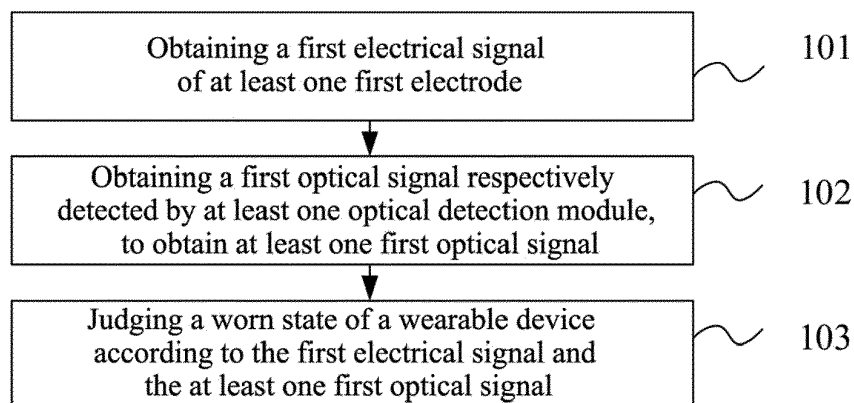 Obtaining a first electrical signal
of at least one first electrode
101
Obtaining a first optical signal respectively
detected by at least one optical detection module,
to obtain at least one first optical signal
102
Judging a worn state of a wearable device
according to the first electrical signal and
the at least one first optical signal
103